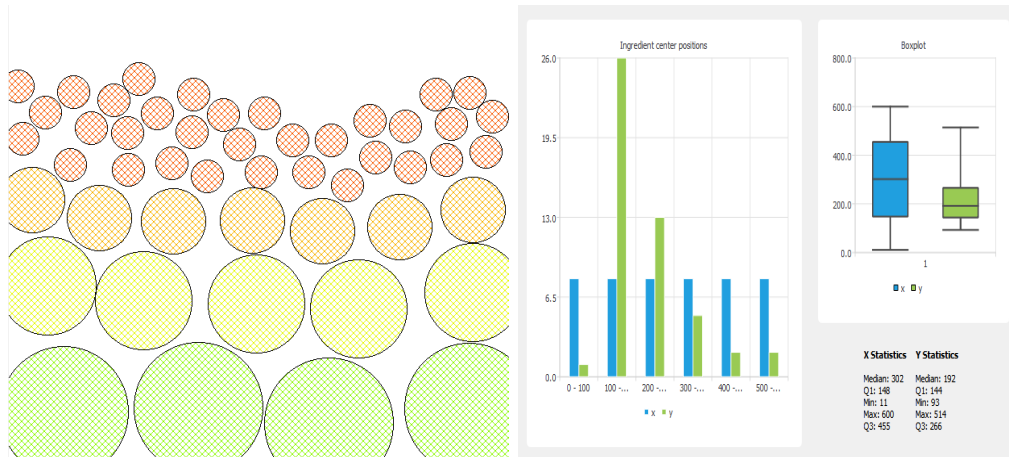 Ingredient center positions
26.0
19.5
13.0
6.5
0.0
0 - 100 100 -... 200 -... 300 -... 400 -... 500 -...
x y
Boxplot
800.0
600.0
400.0
200.0
0.0
1
x y
X Statistics Y Statistics
Median: 302 Median: 192
Q1: 148 Q1: 144
Min: 11 Min: 93
Max: 600 Max: 514
Q3: 455 Q3: 266